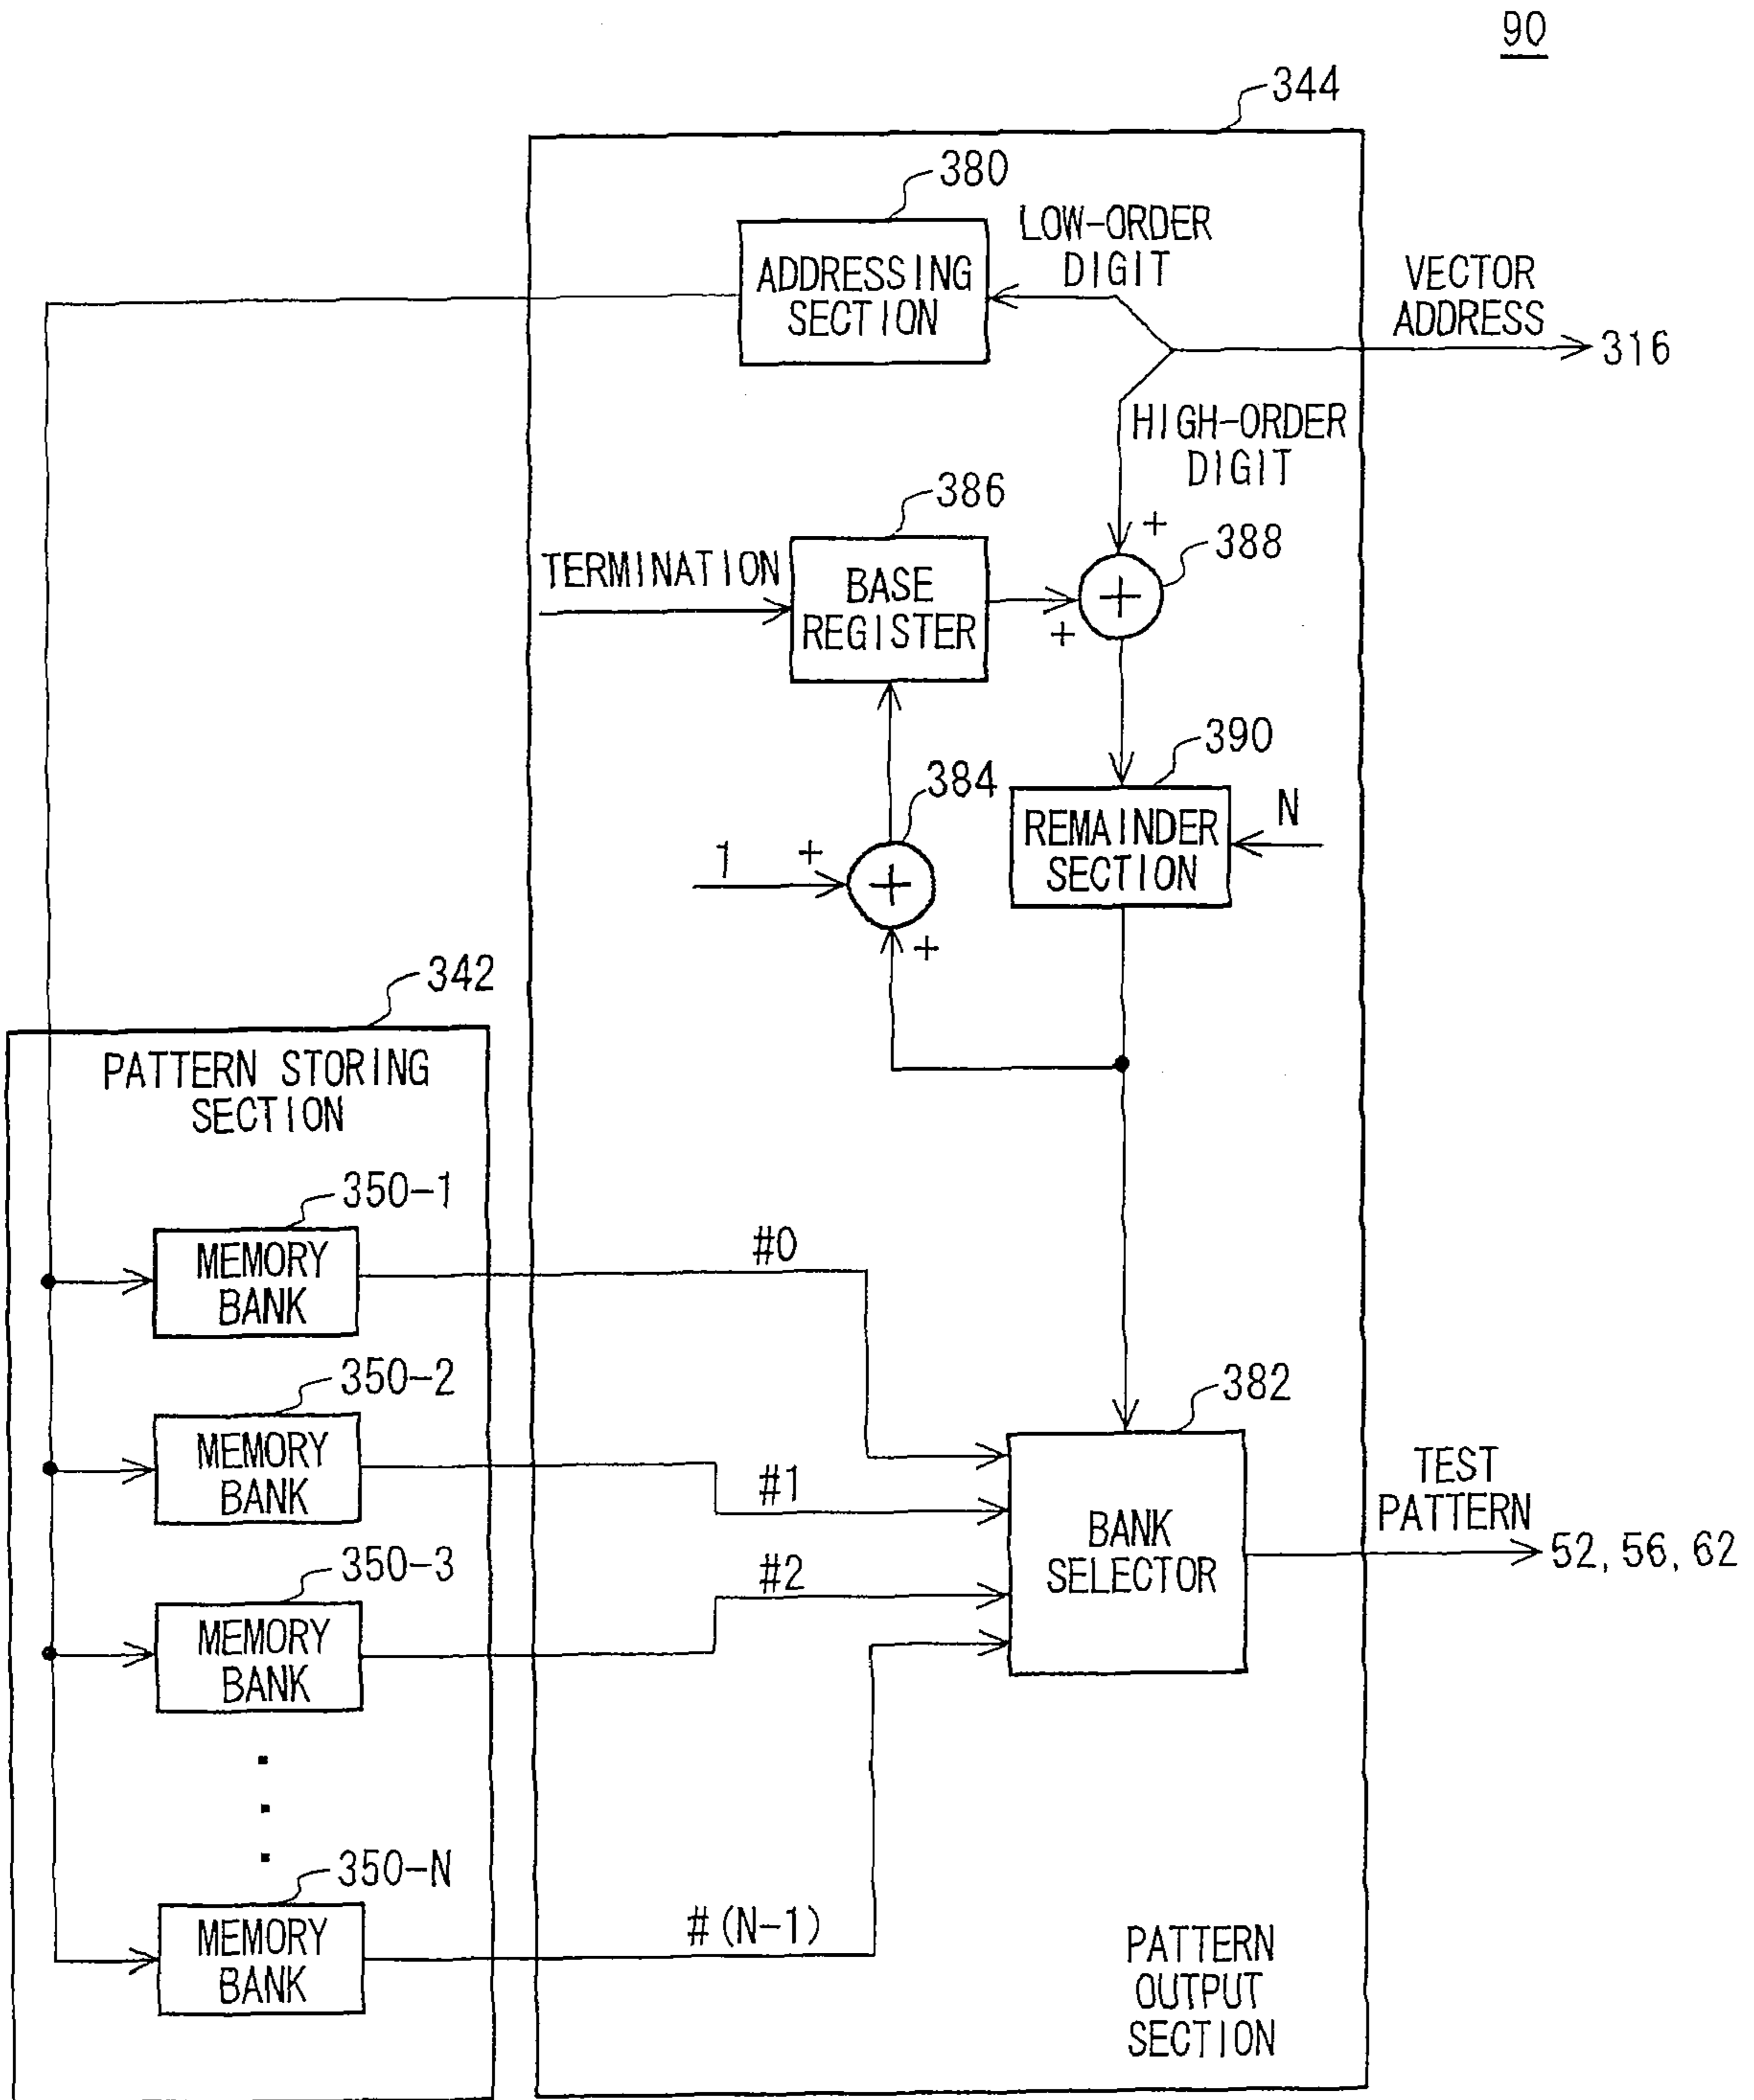 90
344
380
LOW-ORDER
DIGIT
ADDRESSING
SECTION
VECTOR
ADDRESS
316
HIGH-ORDER
DIGIT
386
+
388
TERMINATION
BASE
REGISTER
+
+
390
384
N
REMAINDER
SECTION
1
+
+
+
342
PATTERN STORING
SECTION
350-1
MEMORY
BANK
#0
350-2
MEMORY
BANK
#1
382
BANK
SELECTOR
TEST
PATTERN
52, 56, 62
350-3
MEMORY
BANK
#2
350-N
MEMORY
BANK
#(N-1)
PATTERN
OUTPUT
SECTION